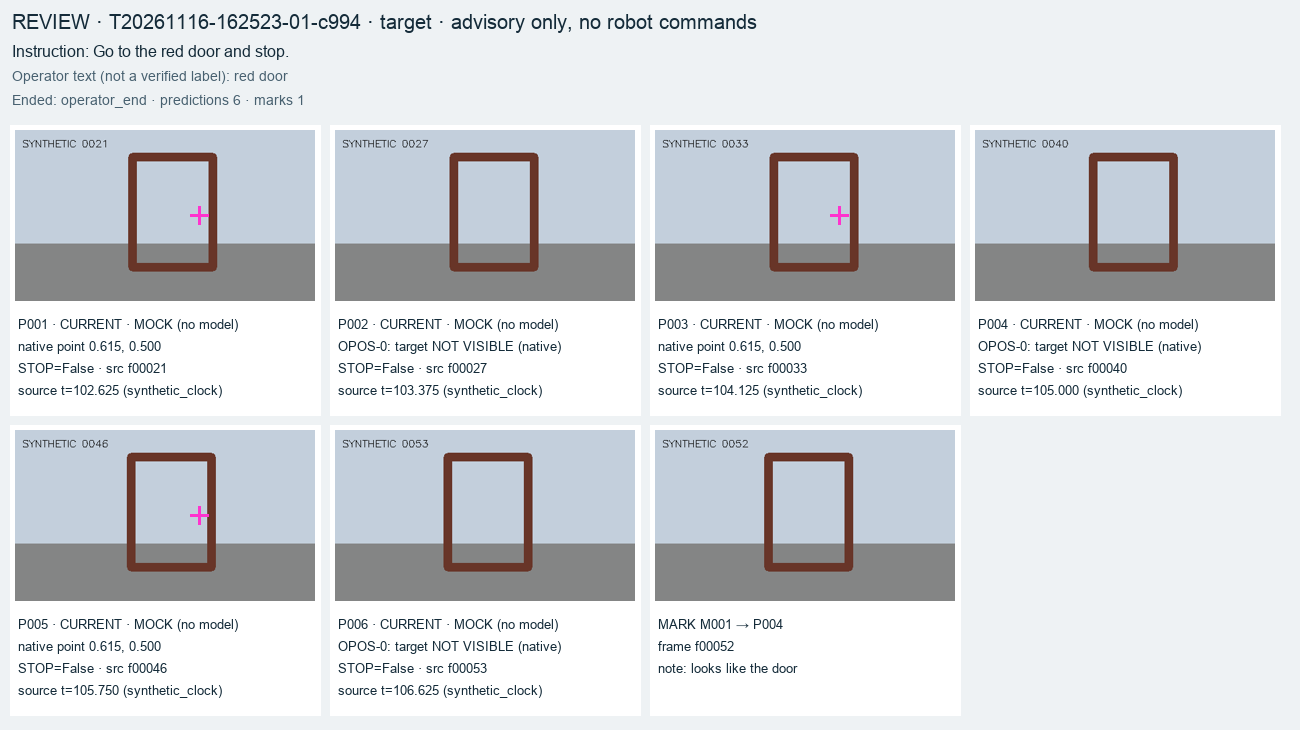 REVIEW · T20261116-162523-01-c994 · target · advisory only, no robot commands
Instruction: Go to the red door and stop.
Operator text (not a verified label): red door
Ended: operator_end · predictions 6 · marks 1
SYNTHETIC 0021
P001 · CURRENT · MOCK (no model)
native point 0.615, 0.500
STOP=False · src f00021
source t=102.625 (synthetic_clock)
SYNTHETIC 0027
P002 · CURRENT · MOCK (no model)
OPOS-0: target NOT VISIBLE (native)
STOP=False · src f00027
source t=103.375 (synthetic_clock)
SYNTHETIC 0033
P003 · CURRENT · MOCK (no model)
native point 0.615, 0.500
STOP=False · src f00033
source t=104.125 (synthetic_clock)
SYNTHETIC 0040
P004 · CURRENT · MOCK (no model)
OPOS-0: target NOT VISIBLE (native)
STOP=False · src f00040
source t=105.000 (synthetic_clock)
SYNTHETIC 0046
P005 · CURRENT · MOCK (no model)
native point 0.615, 0.500
STOP=False · src f00046
source t=105.750 (synthetic_clock)
SYNTHETIC 0053
P006 · CURRENT · MOCK (no model)
OPOS-0: target NOT VISIBLE (native)
STOP=False · src f00053
source t=106.625 (synthetic_clock)
SYNTHETIC 0052
MARK M001 → P004
frame f00052
note: looks like the door